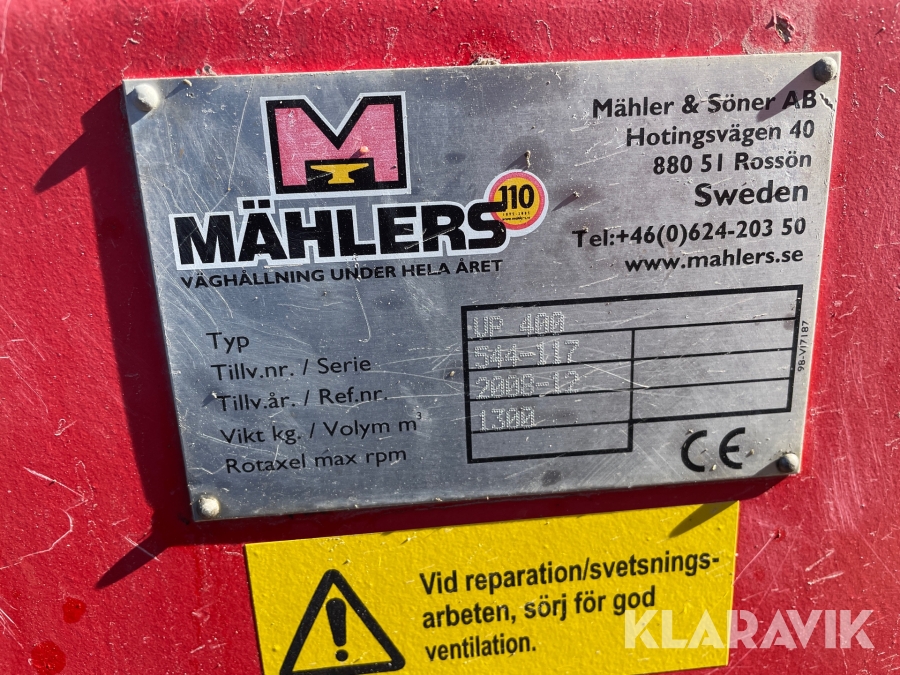 M
MÄHLERS
110
VÄGHÅLLNING UNDER HELA ÅRET
Mähler & Söner AB
Hotingsvägen 40
880 51 Rossön
Sweden
Tel:+46(0)624-203 50
www.mahlers.se
Typ
UP 400
Tillv.nr. / Serie
544-117
Tillv.år. / Ref.nr.
2008-12
Vikt kg. / Volym m³
1300
Rotaxel max rpm
98-VI7187
CE
Vid reparation/svetsnings-
arbeten, sörj för god
ventilation.
KLARAVIK